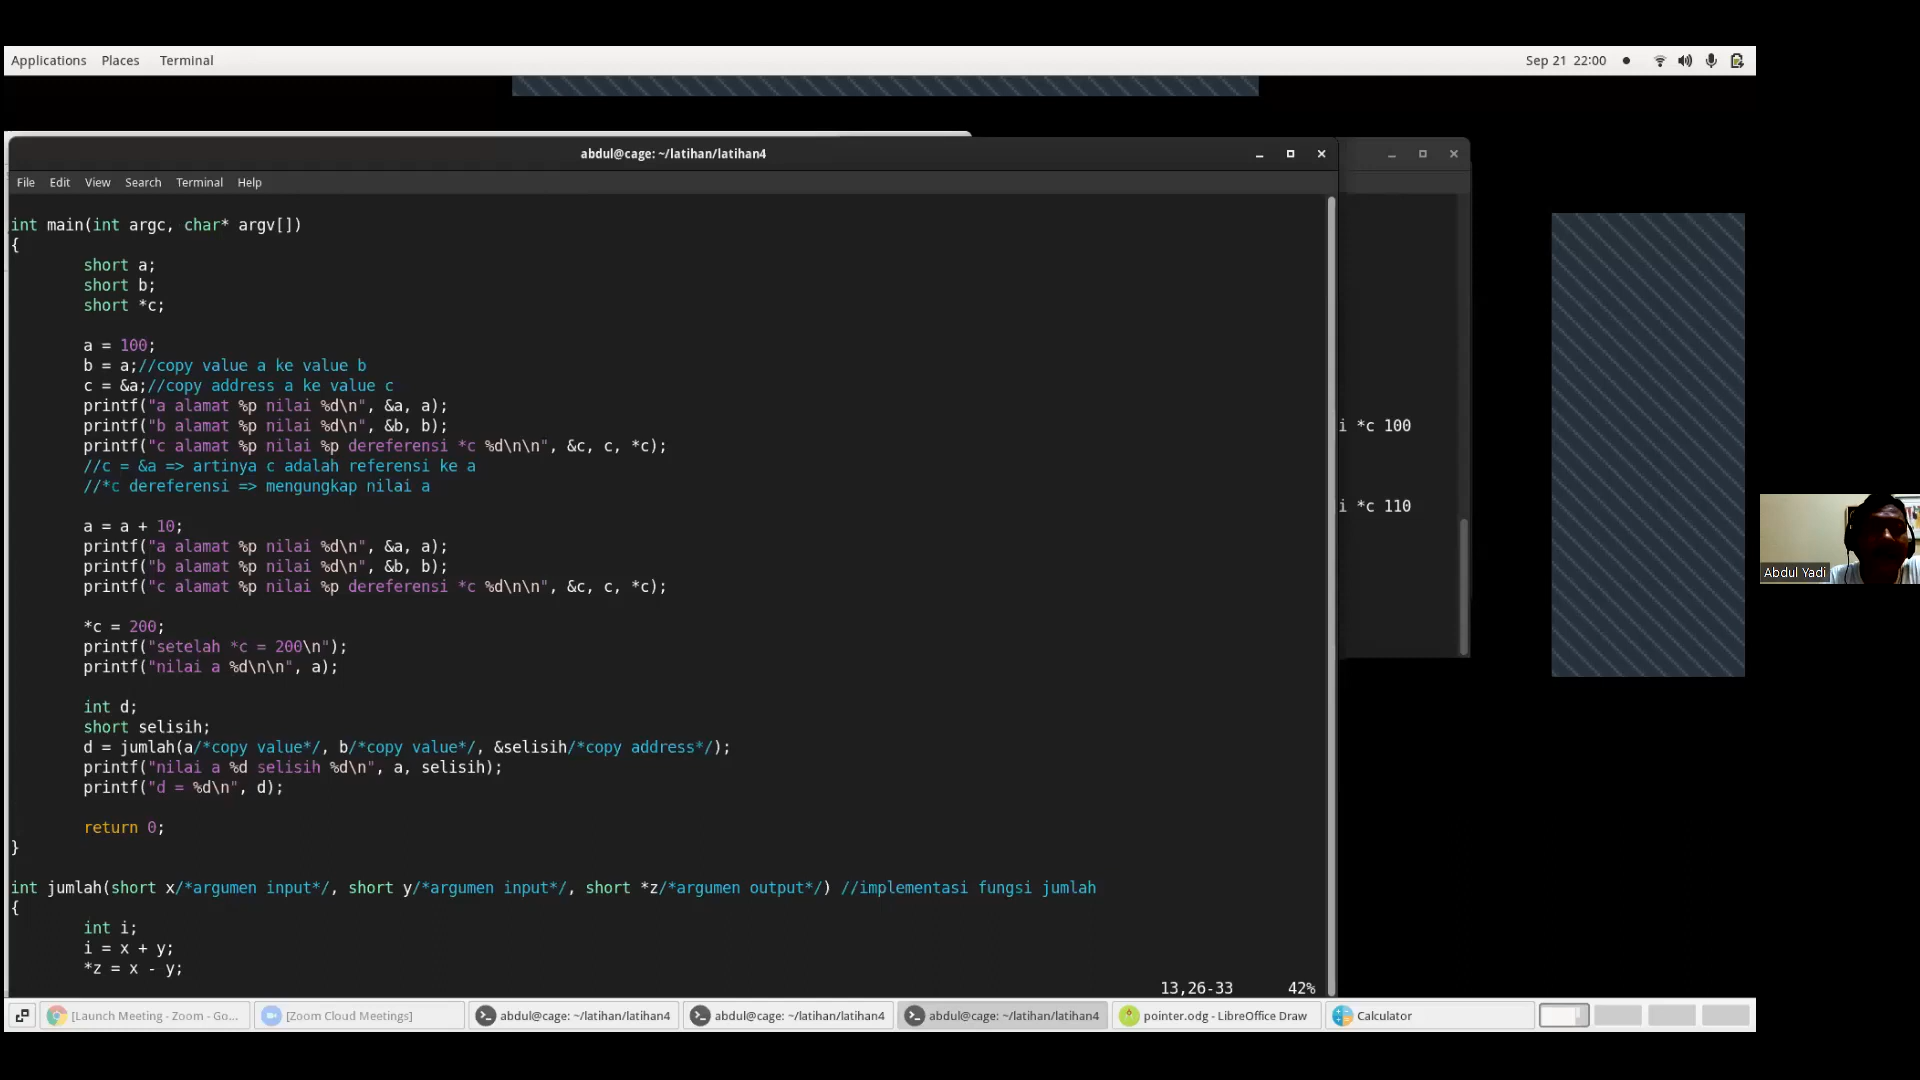 Applications Places Terminal
Sep 21 22:00
abdul@cage: ~/latihan/latihan4
File Edit View Search Terminal Help
int main(int argc, char* argv[])
{
short a;
short b;
short *c;
a = 100;
b = a;//copy value a ke value b
c = &a;//copy address a ke value c
printf("a alamat %p nilai %d\n", &a, a);
printf("b alamat %p nilai %d\n", &b, b);
printf("c alamat %p nilai %p dereferensi *c %d\n\n", &c, c, *c);
//c = &a => artinya c adalah referensi ke a
//*c dereferensi => mengungkap nilai a
a = a + 10;
printf("a alamat %p nilai %d\n", &a, a);
printf("b alamat %p nilai %d\n", &b, b);
printf("c alamat %p nilai %p dereferensi *c %d\n\n", &c, c, *c);
*c = 200;
printf("setelah *c = 200\n");
printf("nilai a %d\n\n", a);
int d;
short selisih;
d = jumlah(a/*copy value*/, b/*copy value*/, &selisih/*copy address*/);
printf("nilai a %d selisih %d\n", a, selisih);
printf("d = %d\n", d);
return 0;
}
int jumlah(short x/*argumen input*/, short y/*argumen input*/, short *z/*argumen output*/) //implementasi fungsi jumlah
{
int i;
i = x + y;
*z = x - y;
13,26-33 42%
i *c 100
i *c 110
Abdul Yadi
[Launch Meeting - Zoom - Go...
[Zoom Cloud Meetings]
abdul@cage: ~/latihan/latihan4
abdul@cage: ~/latihan/latihan4
abdul@cage: ~/latihan/latihan4
pointer.odg - LibreOffice Draw
Calculator